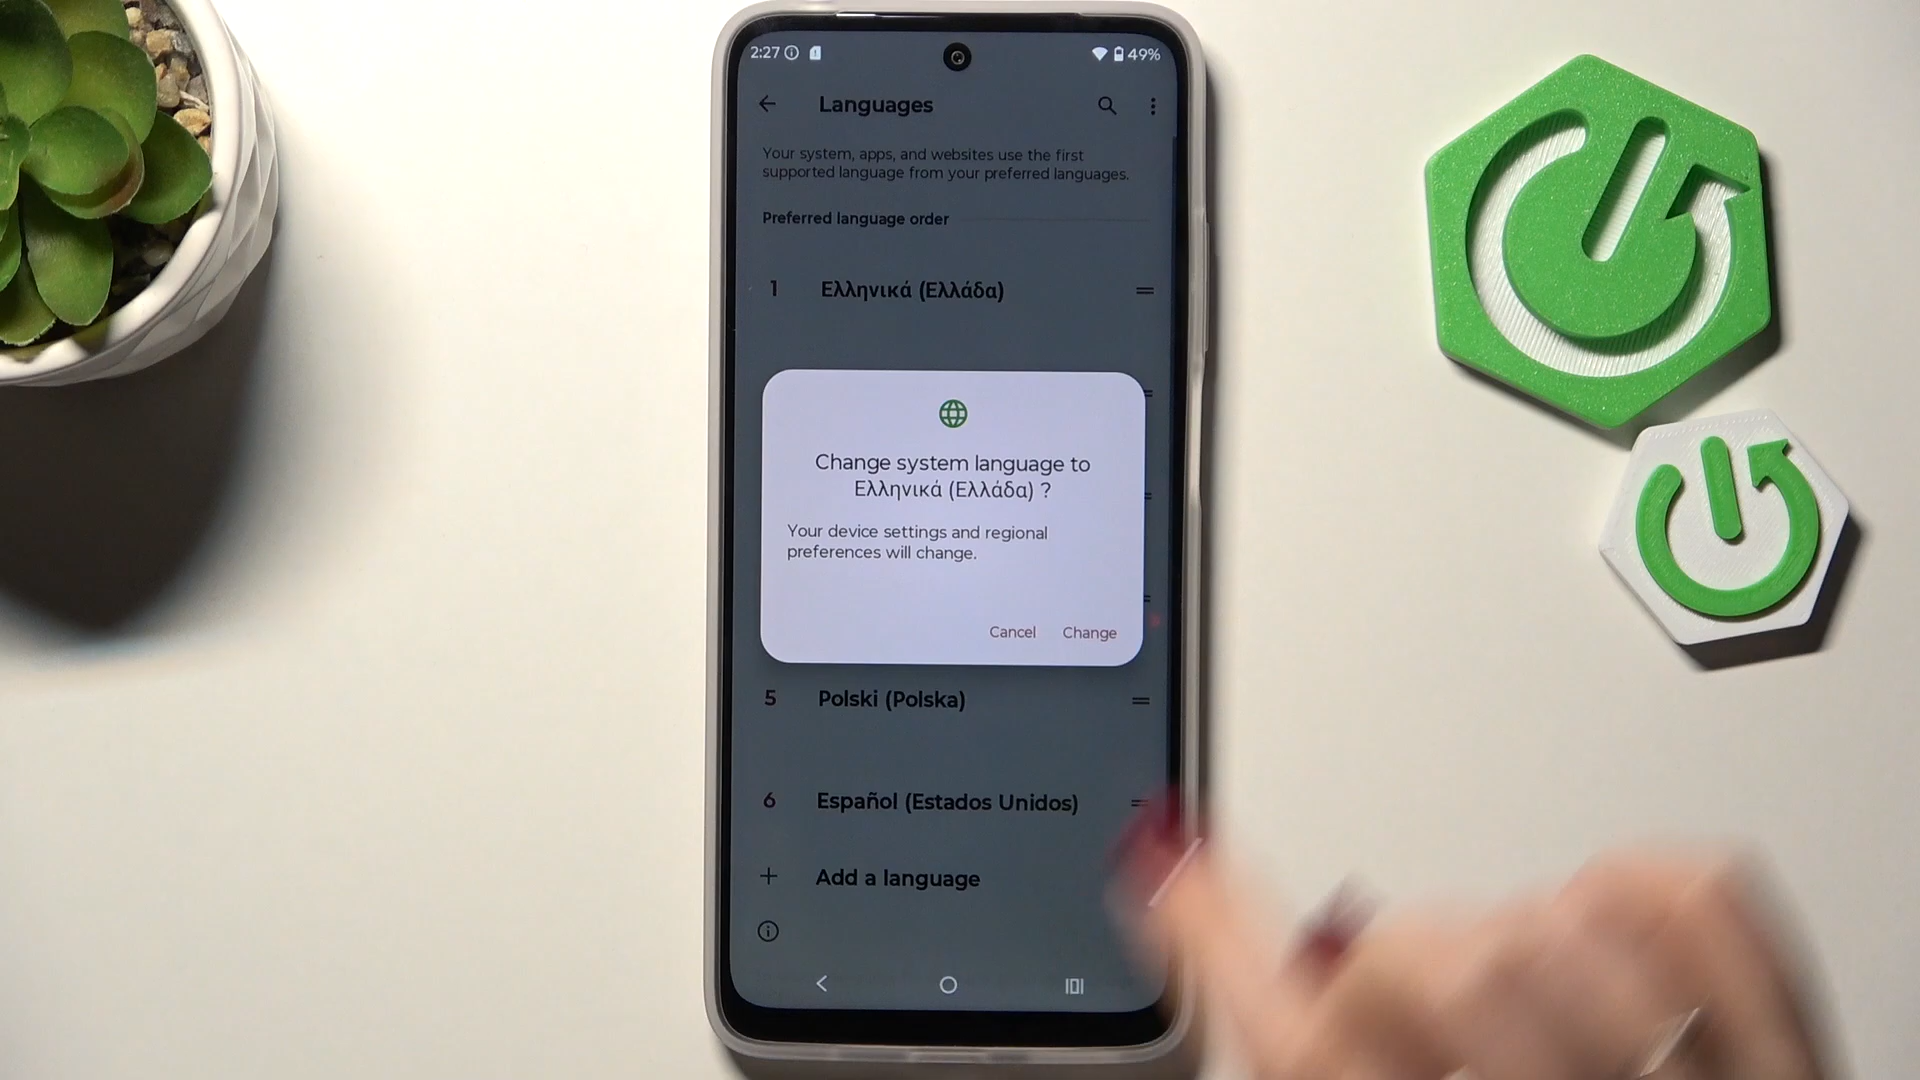 2:27 49%
Languages
Your system, apps, and websites use the first
supported language from your preferred languages.
Preferred language order
1 Ελληνικά (Ελλάδα)
Change system language to
Ελληνικά (Ελλάδα) ?
Your device settings and regional
preferences will change.
Cancel Change
5 Polski (Polska)
6 Español (Estados Unidos)
+ Add a language